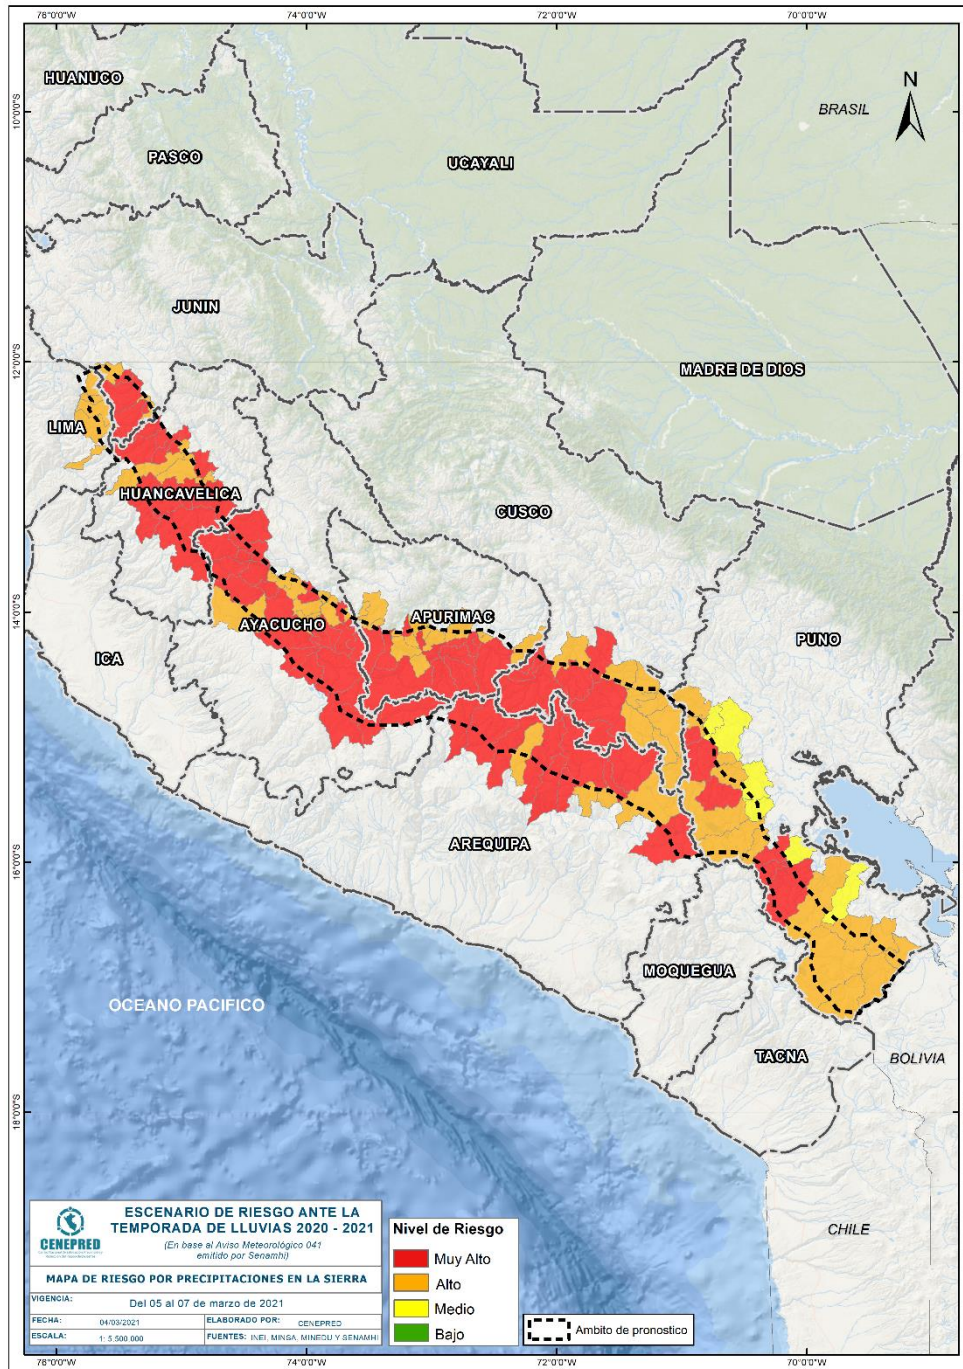 76°0'0"O
74°0'0"O
72°0'0"O
70°0'0"O
HUANUCO
N
10°0'0"S
BRASIL
PASCO
UCAYALI
JUNIN
12°0'0"S
MADRE DE DIOS
LIMA
HUANCAVELICA
CUSCO
14°0'0"S
APURIMAC
AYACUCHO
PUNO
ICA
AREQUIPA
16°0'0"S
MOQUEGUA
OCEANO PACIFICO
TACNA
BOLIVIA
18°0'0"S
CHILE
CENEPRED
ESCENARIO DE RIESGO ANTE LA
TEMPORADA DE LLUVIAS 2020 - 2021
(En base al Aviso Meteorológico 041
emitido por Senamhi)
MAPA DE RIESGO POR PRECIPITACIONES EN LA SIERRA
VIGENCIA:
Del 05 al 07 de marzo de 2021
FECHA: 04/03/2021
ELABORADO POR: CENEPRED
ESCALA: 1: 5 500 000
FUENTES: INEI, MINSA, MINEDU Y SENAMHI
Nivel de Riesgo
Muy Alto
Alto
Medio
Bajo
Ambito de pronostico
76°0'0"O
74°0'0"O
72°0'0"O
70°0'0"O